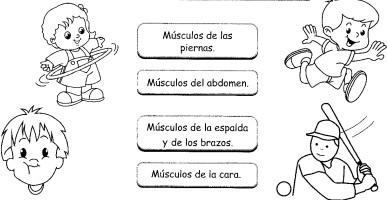 Músculos de las
piernas.
Músculos del abdomen.
Músculos de la espalda
y de los brazos.
Músculos de la cara.